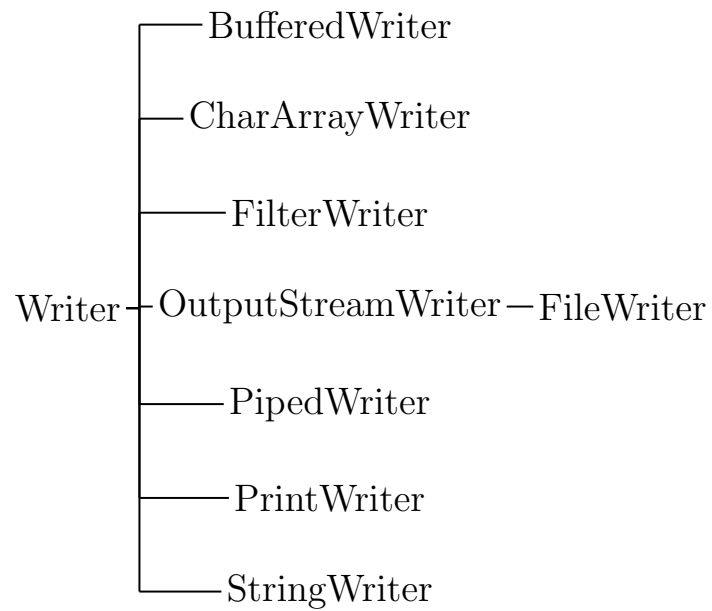 BufferedWriter
CharArrayWriter
FilterWriter
Writer
OutputStreamWriter
FileWriter
PipedWriter
PrintWriter
StringWriter